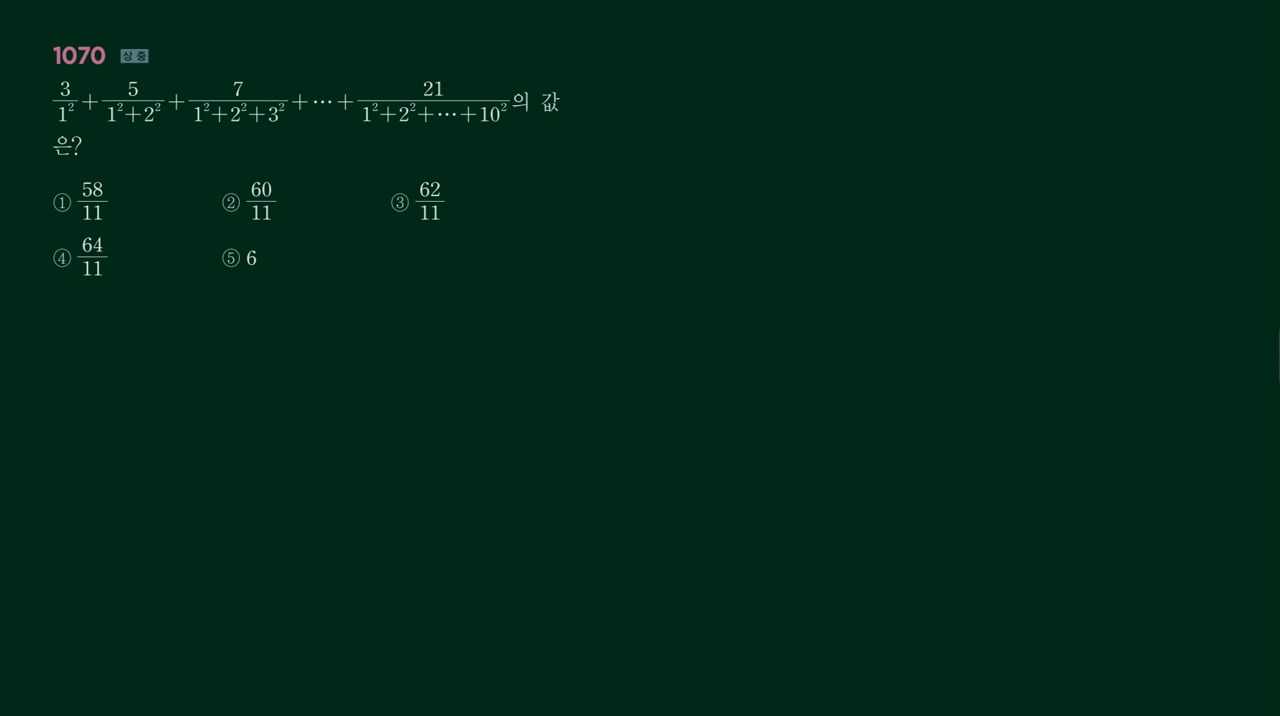 1070 상 중
3/1² + 5/(1²+2²) + 7/(1²+2²+3²) + ⋯ + 21/(1²+2²+⋯+10²)의 값
은?
① 58/11 ② 60/11 ③ 62/11
④ 64/11 ⑤ 6